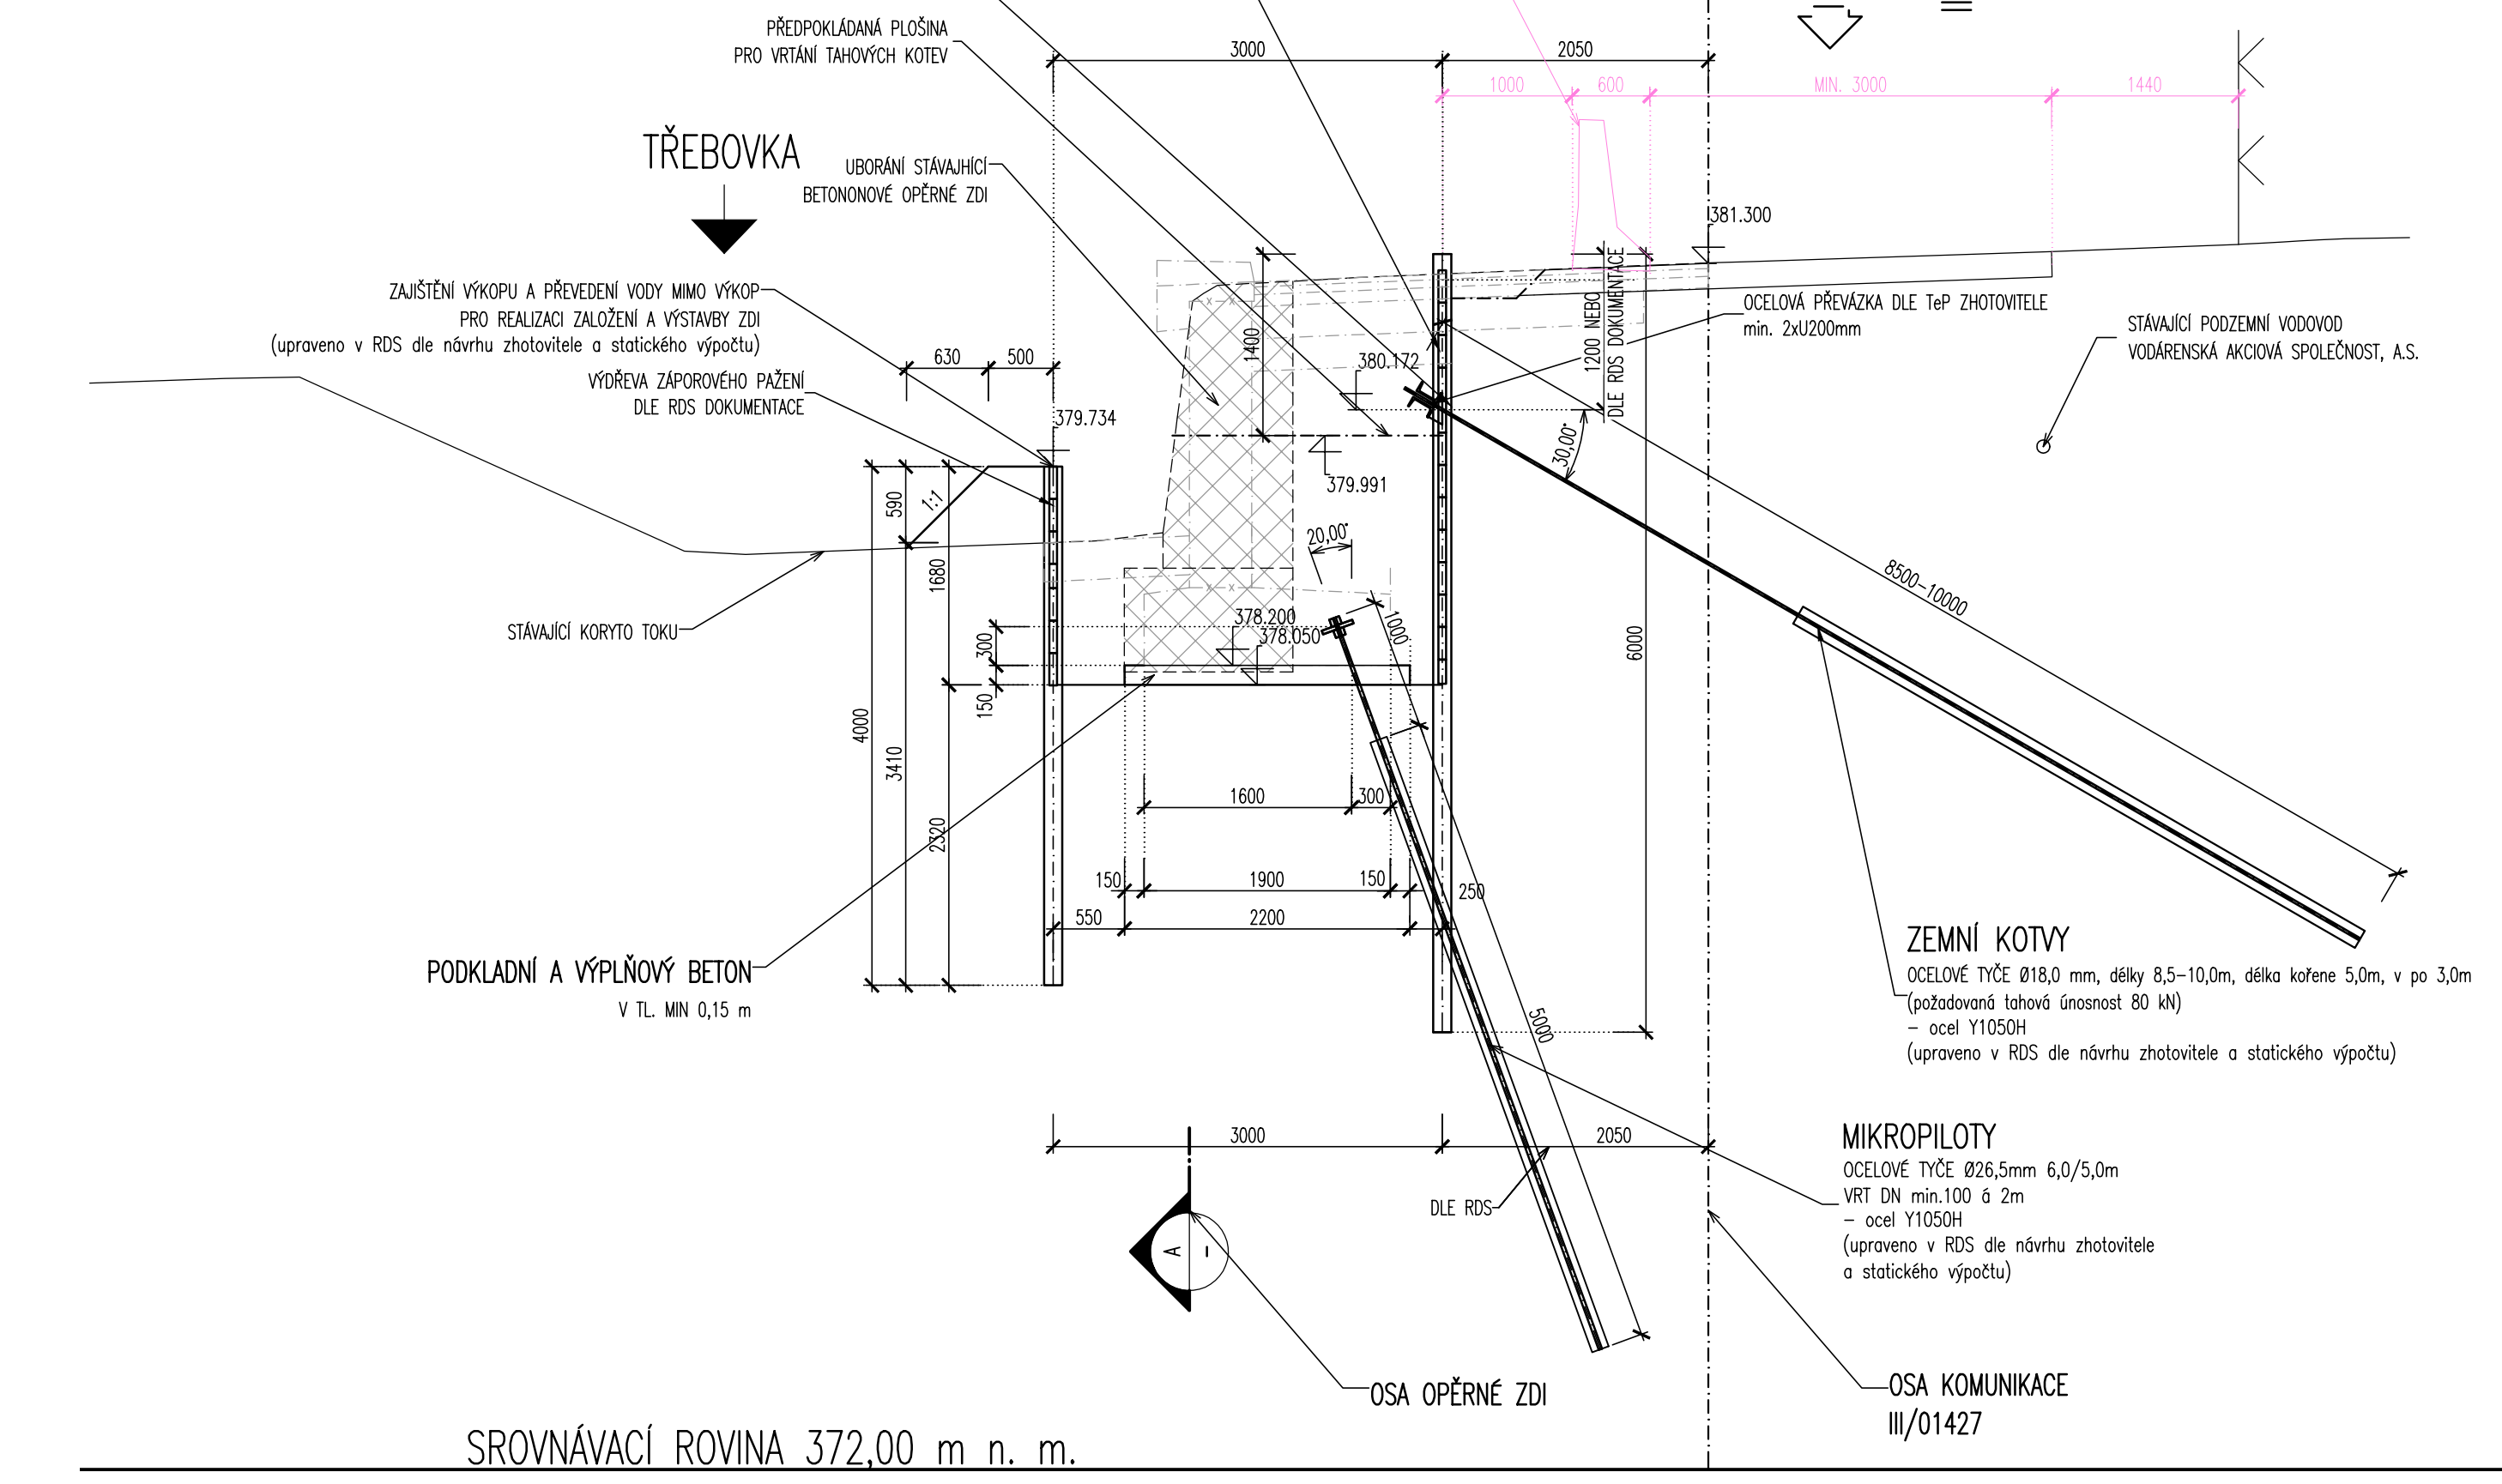 PŘEDPOKLÁDANÁ PLOŠINA
PRO VRTÁNÍ TAHOVÝCH KOTEV
3000
2050
1000
600
MIN. 3000
1440
TŘEBOVKA
UBORÁNÍ STÁVAJHÍCÍ
BETONONOVÉ OPĚRNÉ ZDI
381.300
ZAJIŠTĚNÍ VÝKOPU A PŘEVEDENÍ VODY MIMO VÝKOP
PRO REALIZACI ZALOŽENÍ A VÝSTAVBY ZDI
(upraveno v RDS dle návrhu zhotovitele a statického výpočtu)
630
500
1400
380.172
1200 NEBO
DLE RDS DOKUMENTACE
OCELOVÁ PŘEVÁZKA DLE TeP ZHOTOVITELE
min. 2xU200mm
STÁVAJÍCÍ PODZEMNÍ VODOVOD
VODÁRENSKÁ AKCIOVÁ SPOLEČNOST, A.S.
VÝDŘEVA ZÁPOROVÉHO PAŽENÍ
DLE RDS DOKUMENTACE
379.734
30,00°
379.991
590
1:1
20,00°
1680
8500-10000
STÁVAJÍCÍ KORYTO TOKU
300
378.200
378.050
1000
6000
150
4000
3410
2320
1600
300
150
1900
150
250
550
2200
PODKLADNÍ A VÝPLŇOVÝ BETON
V TL. MIN 0,15 m
5000
ZEMNÍ KOTVY
OCELOVÉ TYČE Ø18,0 mm, délky 8,5-10,0m, délka kořene 5,0m, v po 3,0m
(požadovaná tahová únosnost 80 kN)
- ocel Y1050H
(upraveno v RDS dle návrhu zhotovitele a statického výpočtu)
3000
2050
MIKROPILOTY
OCELOVÉ TYČE Ø26,5mm 6,0/5,0m
VRT DN min.100 á 2m
- ocel Y1050H
(upraveno v RDS dle návrhu zhotovitele
a statického výpočtu)
DLE RDS
A
-
OSA OPĚRNÉ ZDI
OSA KOMUNIKACE
III/01427
SROVNÁVACÍ ROVINA 372,00 m n. m.